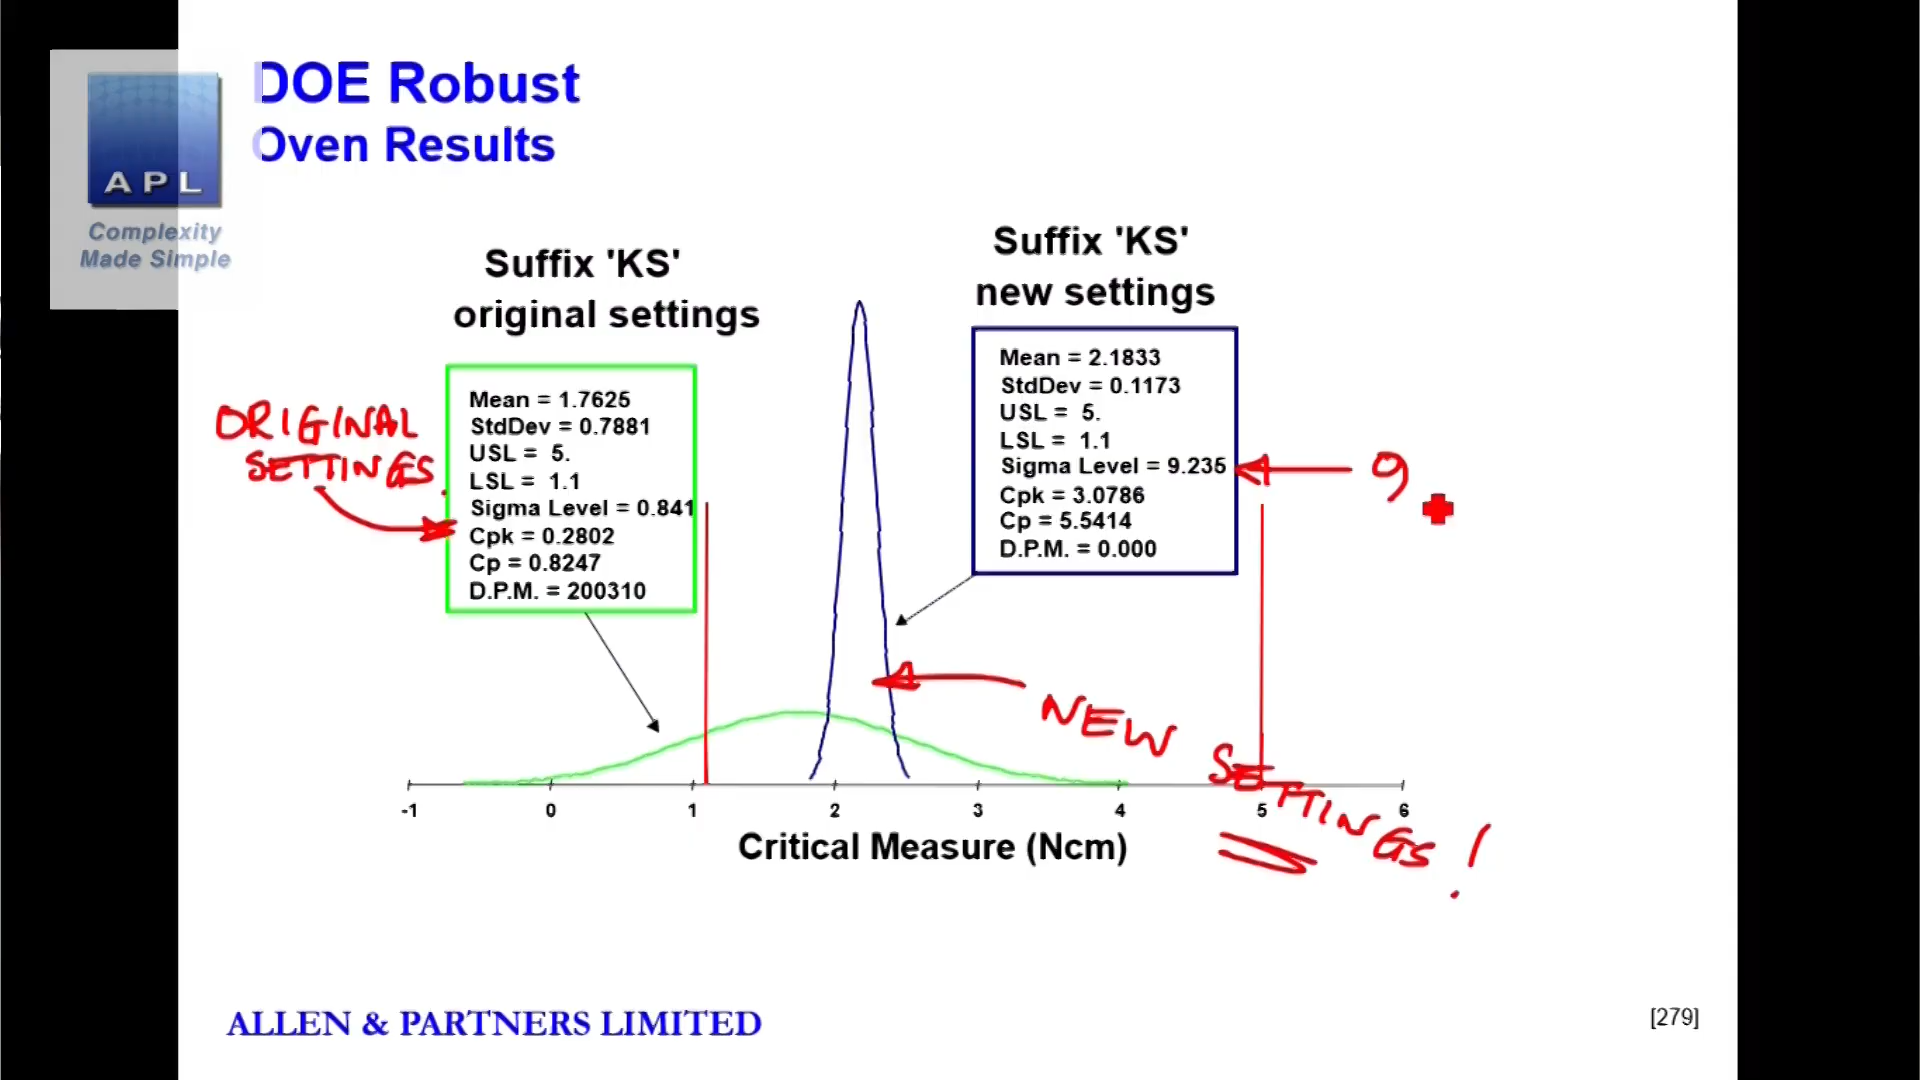 DOE Robust
Oven Results
APL
Complexity
Made Simple
Suffix 'KS'
original settings
Suffix 'KS'
new settings
ORIGINAL
SETTINGS.
Mean = 1.7625
StdDev = 0.7881
USL = 5.
LSL = 1.1
Sigma Level = 0.841
Cpk = 0.2802
Cp = 0.8247
D.P.M. = 200310
Mean = 2.1833
StdDev = 0.1173
USL = 5.
LSL = 1.1
Sigma Level = 9.235
Cpk = 3.0786
Cp = 5.5414
D.P.M. = 0.000
9
NEW SETTINGS!
-1 0 1 2 3 4 5 6
Critical Measure (Ncm)
ALLEN & PARTNERS LIMITED
[279]